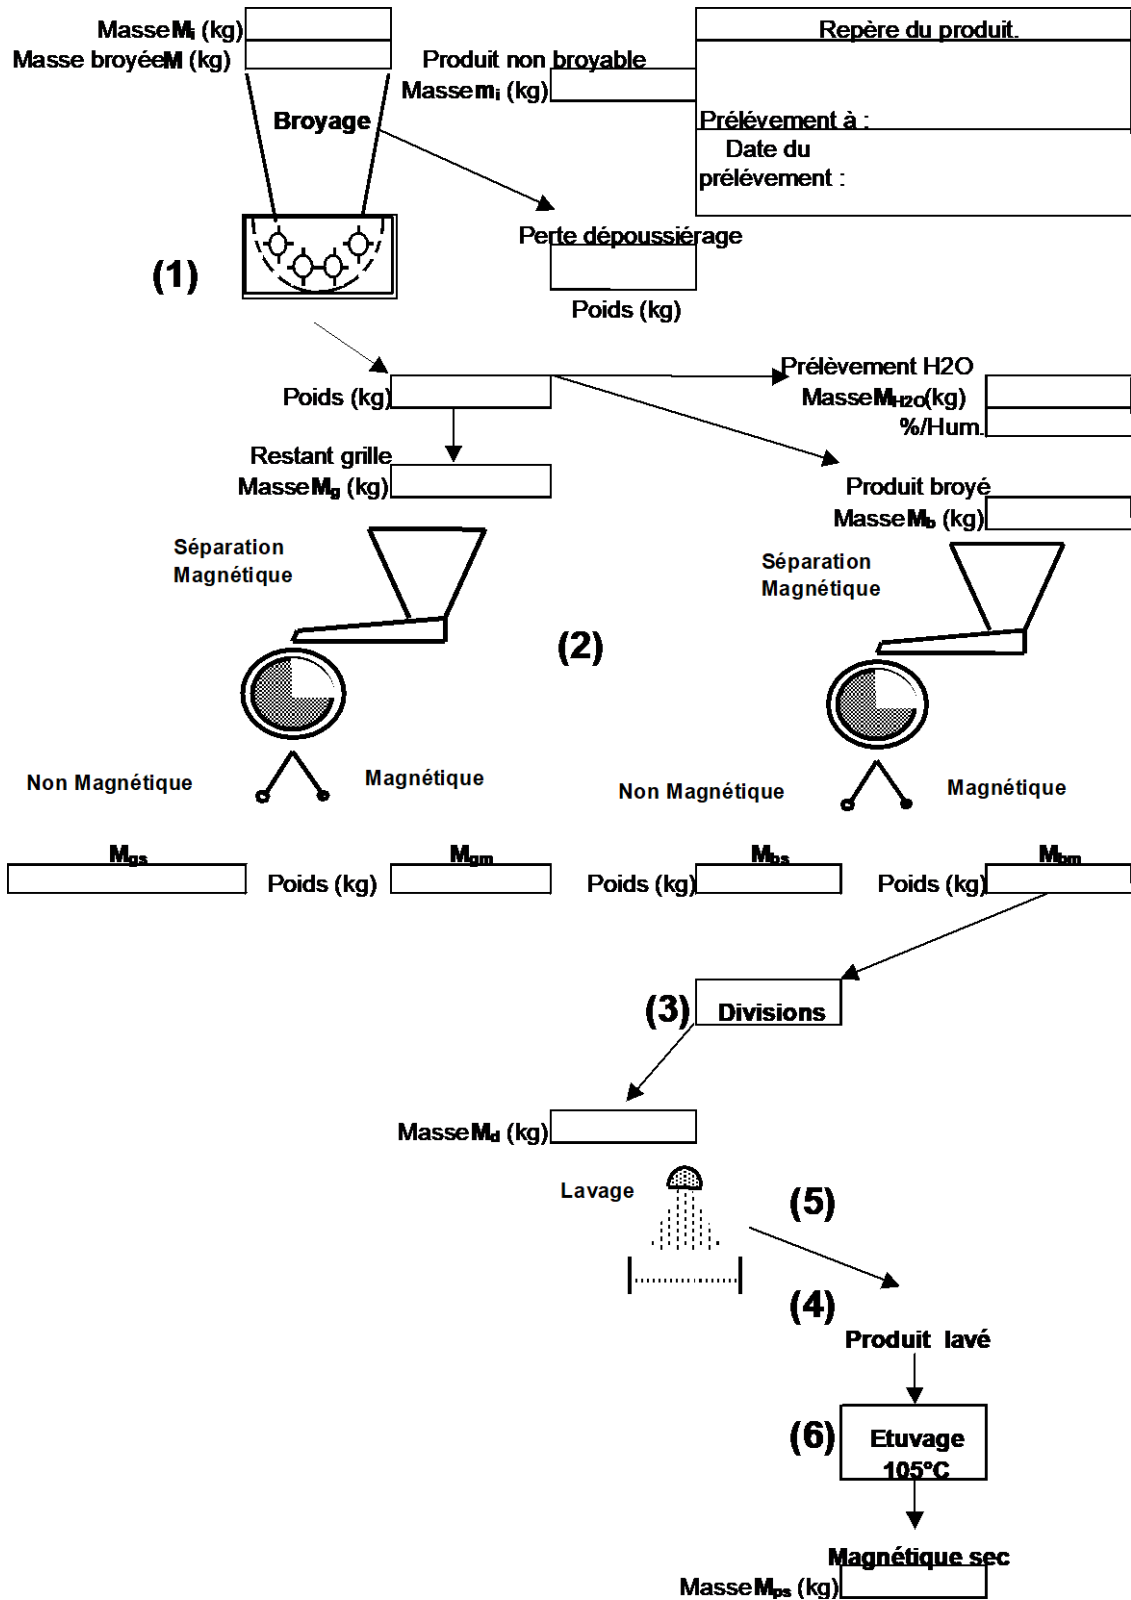 Masse Mi (kg)
Masse broyée M (kg)
Produit non broyable
Masse mi (kg)
Repère du produit.
Prélévement à :
Date du
prélévement :
Broyage
Perte dépoussiérage
Poids (kg)
(1)
Poids (kg)
Prélèvement H2O
Masse MH2O(kg)
%/Hum.
Restant grille
Masse Mg (kg)
Produit broyé
Masse Mb (kg)
Séparation
Magnétique
Séparation
Magnétique
(2)
Non Magnétique
Magnétique
Non Magnétique
Magnétique
Mgs
Mgm
Mbs
Mbm
Poids (kg)
Poids (kg)
Poids (kg)
(3)
Divisions
Masse Md (kg)
Lavage
(5)
(4)
Produit lavé
(6)
Etuvage
105°C
Magnétique sec
Masse Mps (kg)